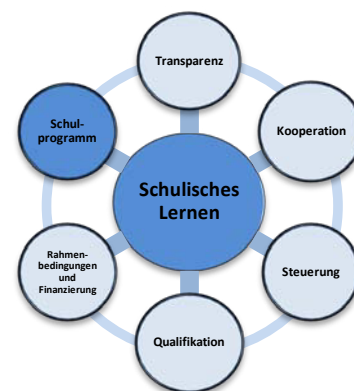 Transparenz
Schul-
programm
Kooperation
Schulisches
Lernen
Rahmen-
bedingungen
und
Finanzierung
Steuerung
Qualifikation